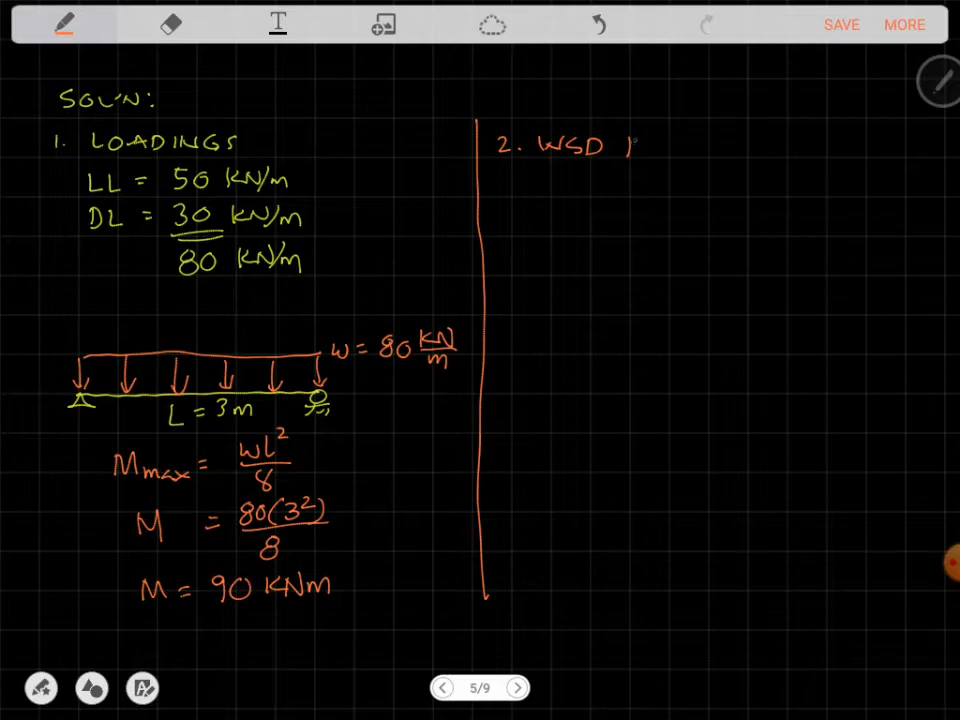 T SAVE MORE
SOL'N:
1. LOADINGS
LL = 50 KN/m
DL = 30 KN/m
80 KN/m
w = 80 KN/m
L = 3m
Mmax = wL²/8
M = 80(3²)/8
M = 90 KNm
2. WSD
A
5/9